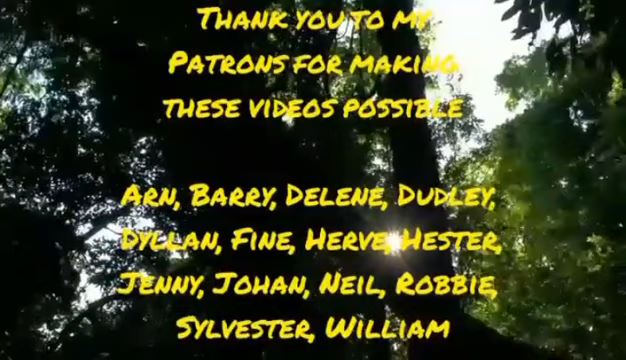 Thank you to my
Patrons for making
these videos possible
Arn, Barry, Delene, Dudley,
Dyllan, Fine, Herve, Hester,
Jenny, Johan, Neil, Robbie,
Sylvester, William